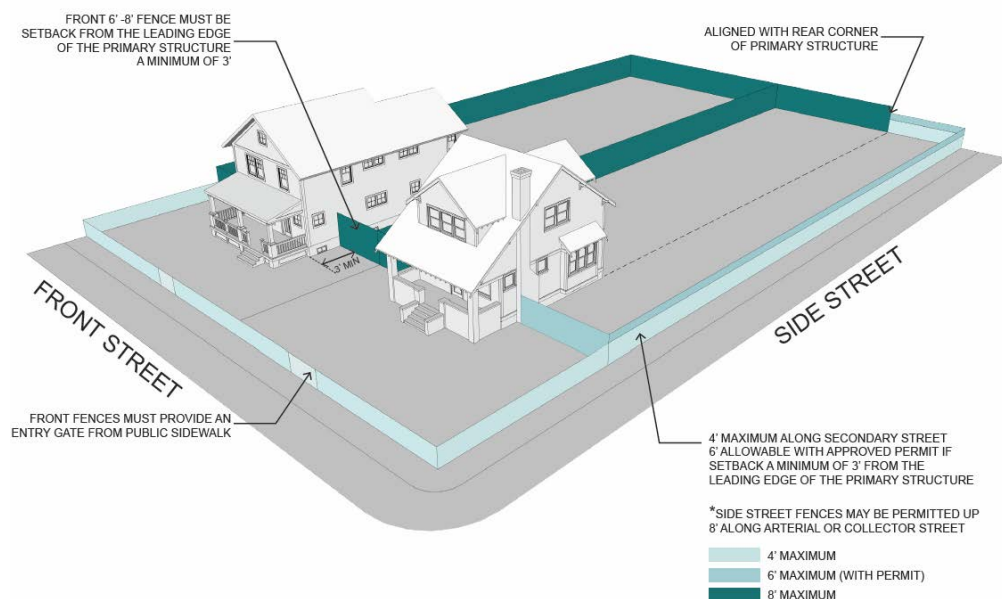 FRONT 6' -8' FENCE MUST BE
SETBACK FROM THE LEADING EDGE
OF THE PRIMARY STRUCTURE
A MINIMUM OF 3'
ALIGNED WITH REAR CORNER
OF PRIMARY STRUCTURE
3' MIN
FRONT STREET
SIDE STREET
FRONT FENCES MUST PROVIDE AN
ENTRY GATE FROM PUBLIC SIDEWALK
4' MAXIMUM ALONG SECONDARY STREET
6' ALLOWABLE WITH APPROVED PERMIT IF
SETBACK A MINIMUM OF 3' FROM THE
LEADING EDGE OF THE PRIMARY STRUCTURE
*SIDE STREET FENCES MAY BE PERMITTED UP
8' ALONG ARTERIAL OR COLLECTOR STREET
4' MAXIMUM
6' MAXIMUM (WITH PERMIT)
8' MAXIMUM